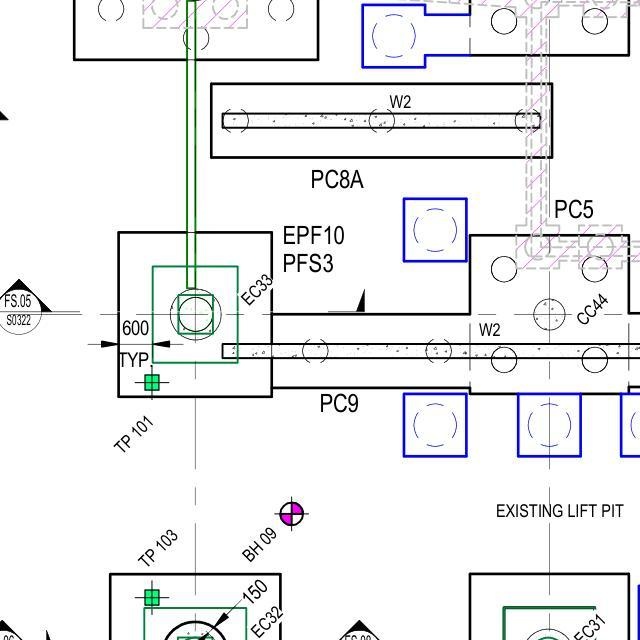 W2
PC8A
PC5
EPF10
PFS3
EC33
FS.05
S0322
CC44
600
TYP.
W2
PC9
TP 101
EXISTING LIFT PIT
TP 103
BH 09
150
EC32
EC31